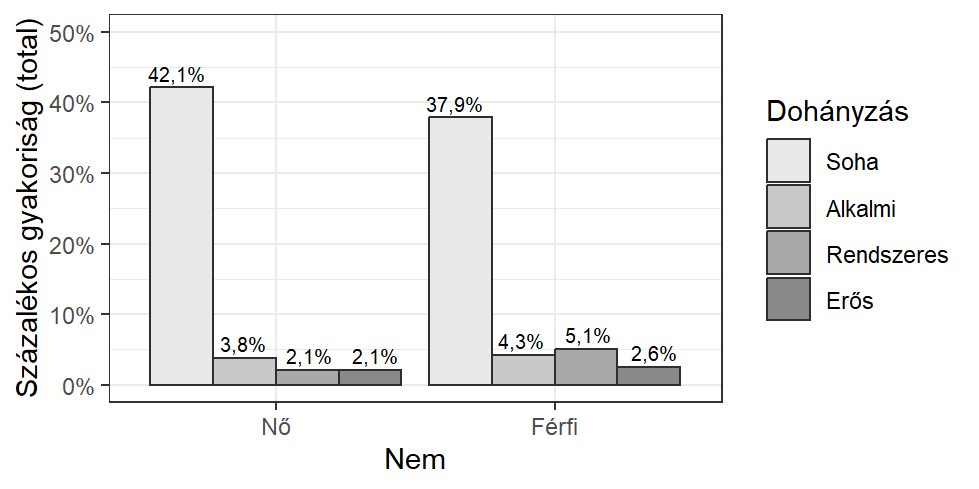 Százalékos gyakoriság (total)
50%
40%
30%
20%
10%
0%
42,1%
3,8%
2,1%
2,1%
37,9%
4,3%
5,1%
2,6%
Nő
Férfi
Nem
Dohányzás
Soha
Alkalmi
Rendszeres
Erős